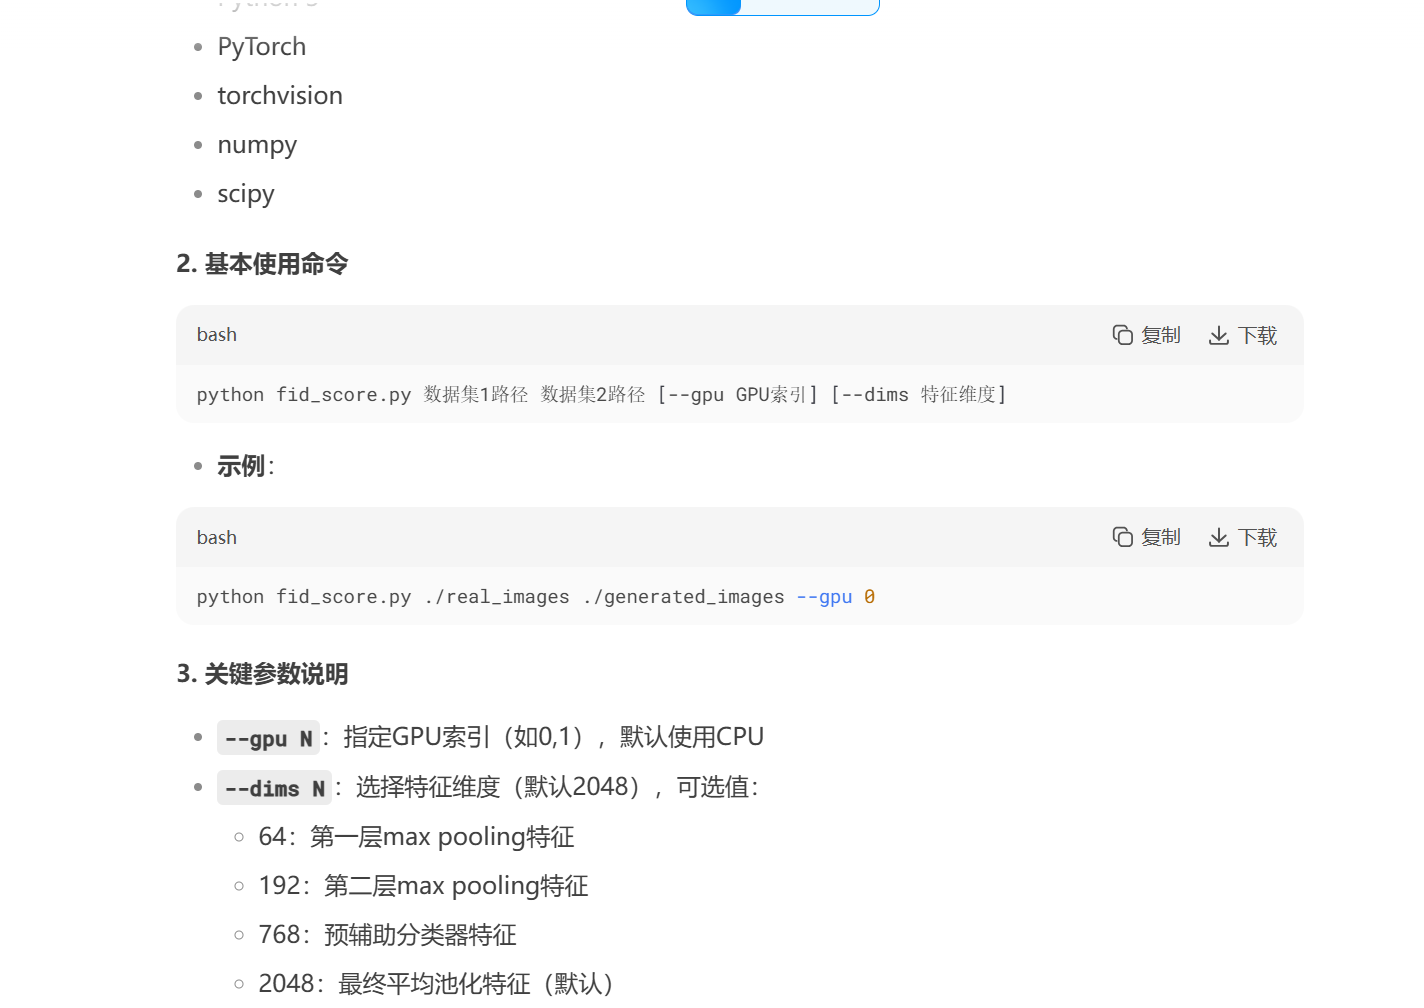 PyTorch
torchvision
numpy
scipy
2. 基本使用命令
bash 复制 下载
python fid_score.py 数据集1路径 数据集2路径 [--gpu GPU索引] [--dims 特征维度]
示例：
bash 复制 下载
python fid_score.py ./real_images ./generated_images --gpu 0
3. 关键参数说明
--gpu N：指定GPU索引（如0,1），默认使用CPU
--dims N：选择特征维度（默认2048），可选值：
64：第一层max pooling特征
192：第二层max pooling特征
768：预辅助分类器特征
2048：最终平均池化特征（默认）